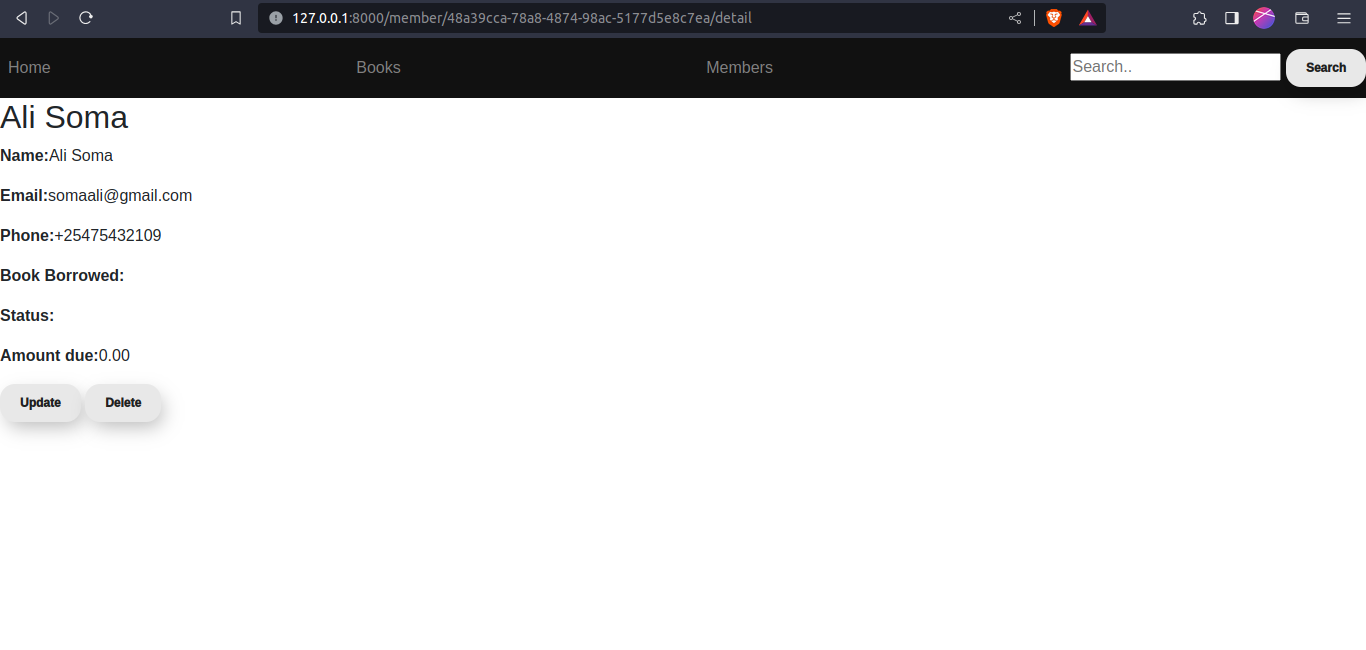 127.0.0.1:8000/member/48a39cca-78a8-4874-98ac-5177d5e8c7ea/detail
Home Books Members Search.. Search
Ali Soma
Name:Ali Soma
Email:somaali@gmail.com
Phone:+25475432109
Book Borrowed:
Status:
Amount due:0.00
Update Delete